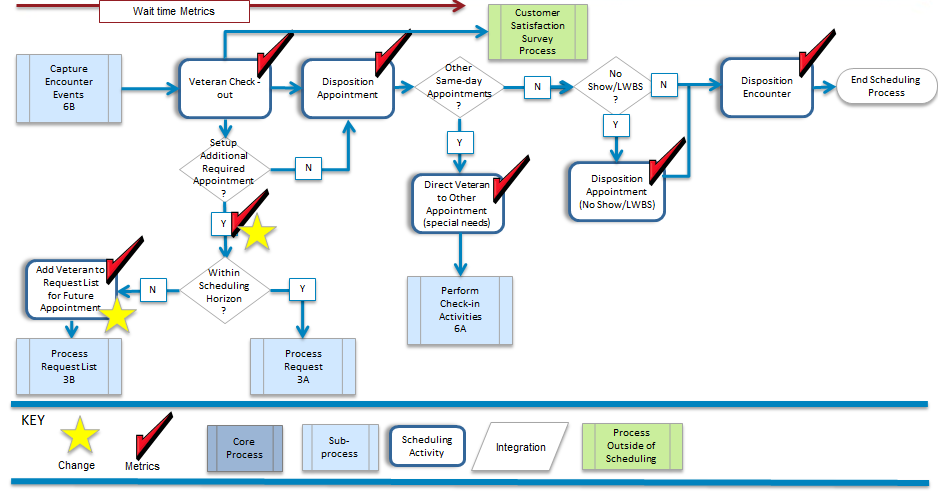 Wait time Metrics
Customer
Satisfaction
Survey
Process
Capture
Encounter
Events
6B
Veteran Check -
out
Disposition
Appointment
Other
Same-day
Appointments
?
N
No
Show/LWBS
?
N
Disposition
Encounter
End Scheduling
Process
Setup
Additional
Required
Appointment
?
N
Y
Y
Direct Veteran
to Other
Appointment
(special needs)
Disposition
Appointment
(No Show/LWBS)
Y
Add Veteran to
Request List
for Future
Appointment
N
Within
Scheduling
Horizon
?
Y
Perform
Check-in
Activities
6A
Process
Request List
3B
Process
Request
3A
KEY
Change
Metrics
Core
Process
Sub-
process
Scheduling
Activity
Integration
Process
Outside of
Scheduling